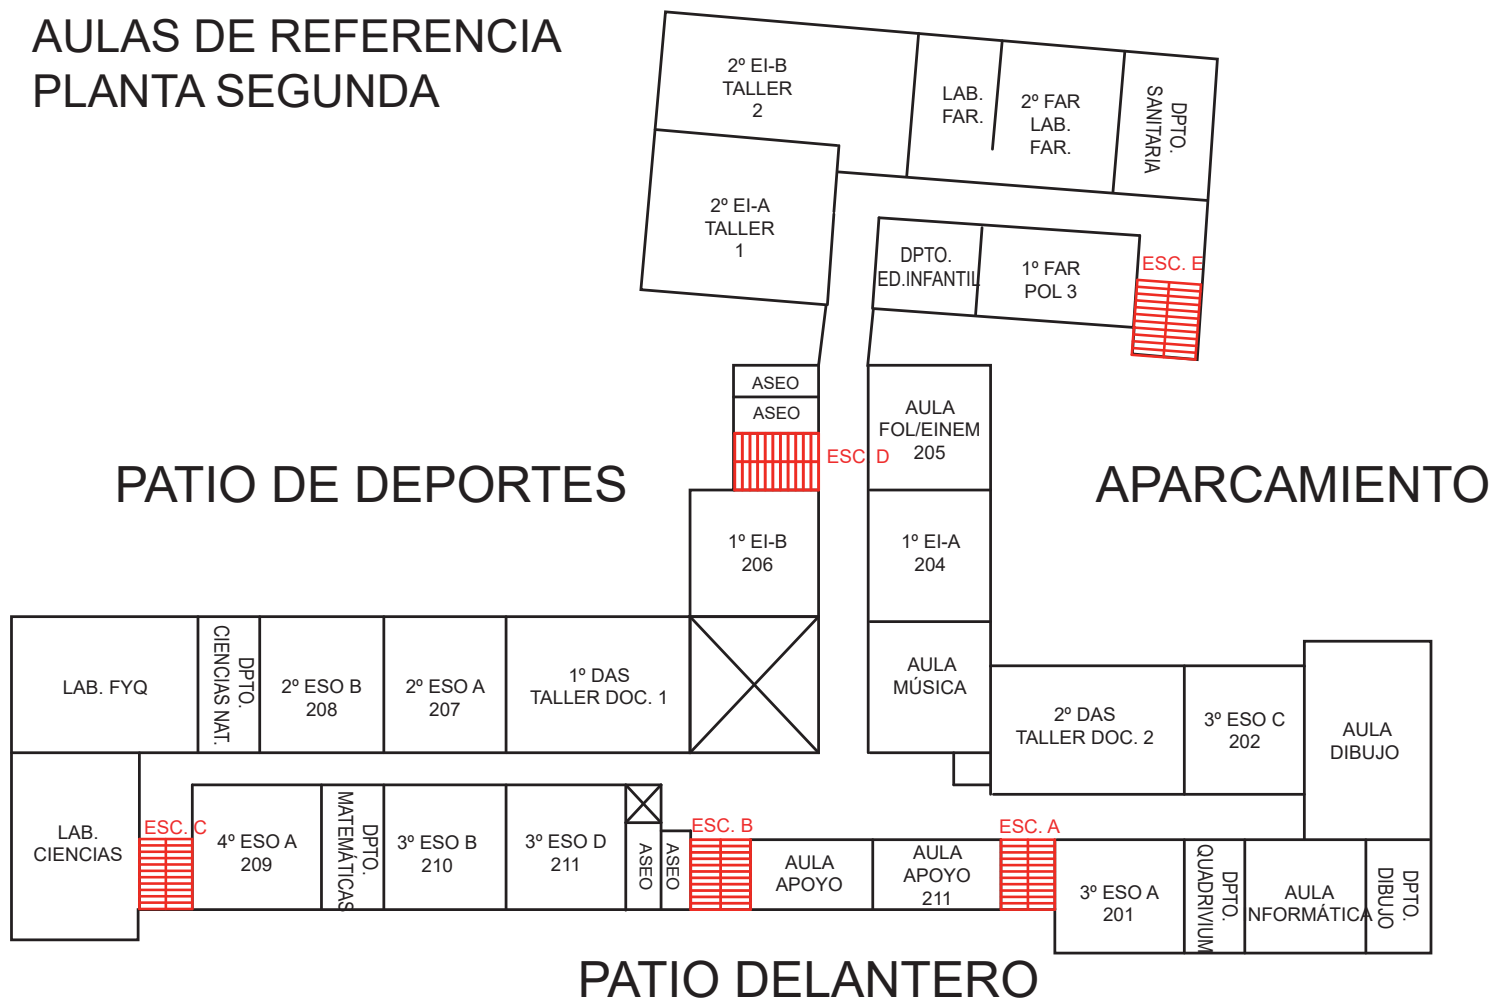 AULAS DE REFERENCIA
PLANTA SEGUNDA
2º EI-B
TALLER
2
LAB.
FAR.
2º FAR
LAB.
FAR.
DPTO.
SANITARIA
2º EI-A
TALLER
1
DPTO.
ED.INFANTIL
1º FAR
POL 3
ESC. E
ASEO
ASEO
ESC. D
AULA
FOL/EINEM
205
PATIO DE DEPORTES
APARCAMIENTO
1º EI-B
206
1º EI-A
204
LAB. FYQ
DPTO.
CIENCIAS NAT.
2º ESO B
208
2º ESO A
207
1º DAS
TALLER DOC. 1
AULA
MÚSICA
2º DAS
TALLER DOC. 2
3º ESO C
202
AULA
DIBUJO
LAB.
CIENCIAS
ESC. C
4º ESO A
209
DPTO.
MATEMÁTICAS
3º ESO B
210
3º ESO D
211
ASEO
ASEO
ESC. B
AULA
APOYO
AULA
APOYO
211
ESC. A
3º ESO A
201
DPTO.
QUADRIVIUM
AULA
NFORMÁTICA
DPTO.
DIBUJO
PATIO DELANTERO